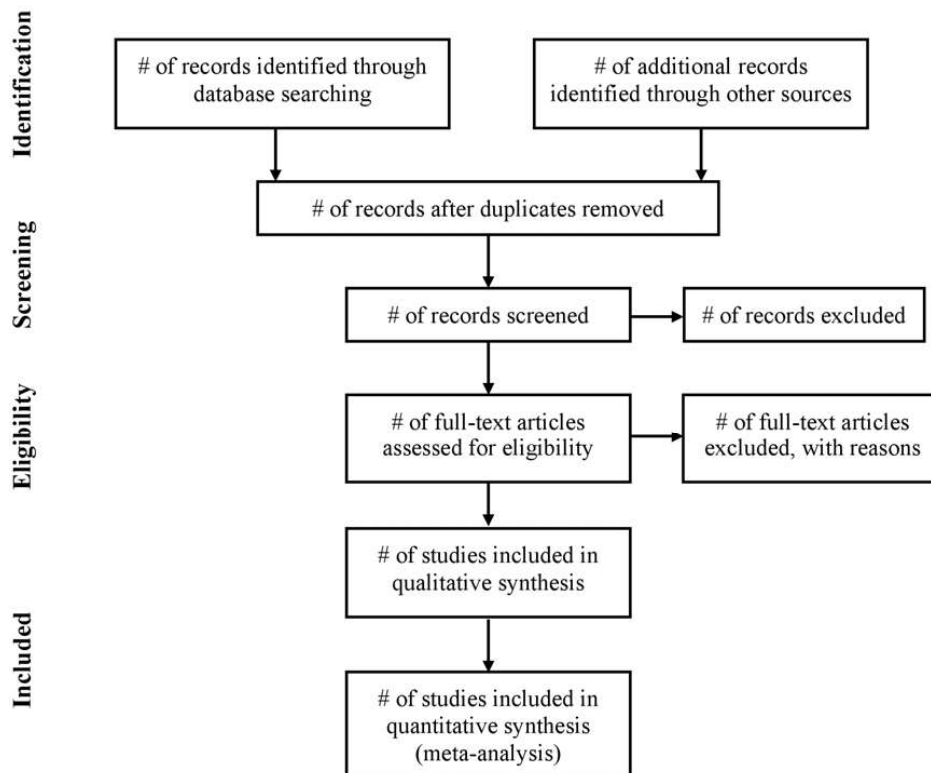 Identification
# of records identified through
database searching
# of additional records
identified through other sources
# of records after duplicates removed
Screening
# of records screened
# of records excluded
Eligibility
# of full-text articles
assessed for eligibility
# of full-text articles
excluded, with reasons
# of studies included in
qualitative synthesis
Included
# of studies included in
quantitative synthesis
(meta-analysis)